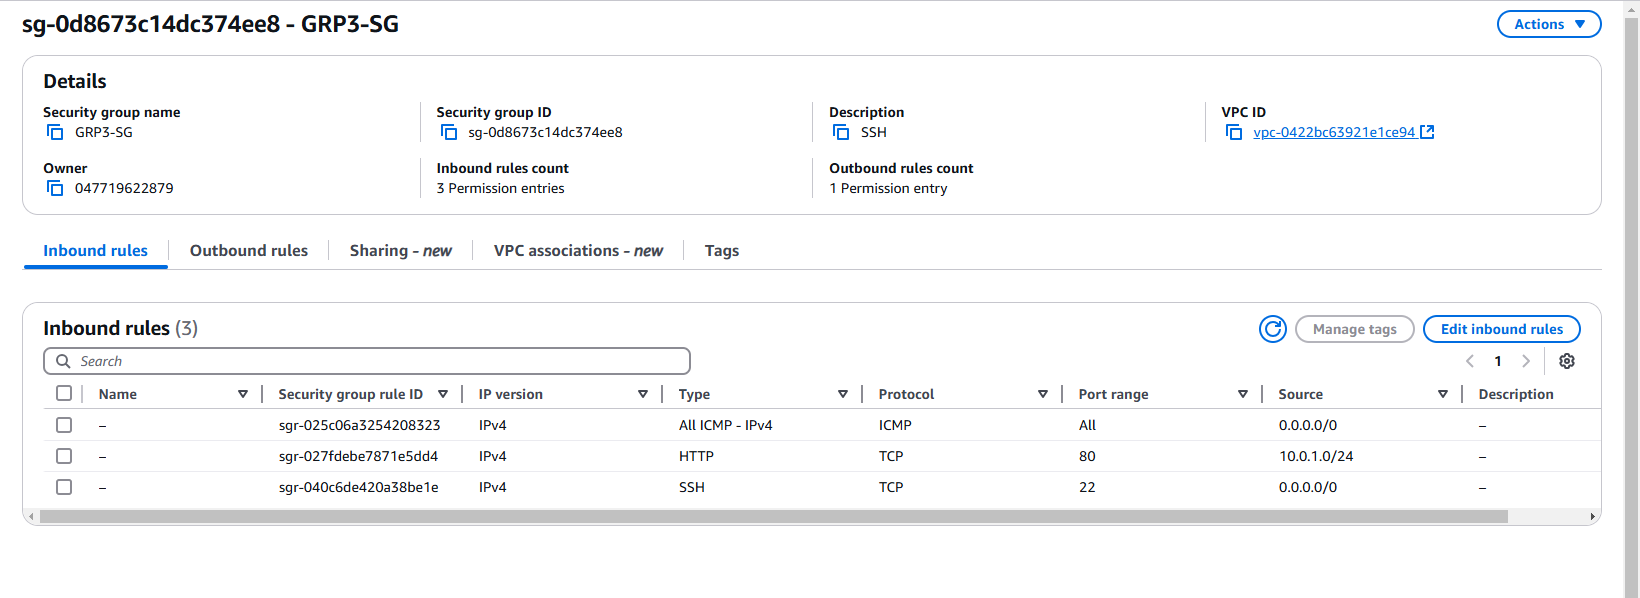 sg-0d8673c14dc374ee8 - GRP3-SG
Actions
Details
Security group name
GRP3-SG
Security group ID
sg-0d8673c14dc374ee8
Description
SSH
VPC ID
vpc-0422bc63921e1ce94
Owner
047719622879
Inbound rules count
3 Permission entries
Outbound rules count
1 Permission entry
Inbound rules
Outbound rules
Sharing - new
VPC associations - new
Tags
Inbound rules (3)
Manage tags
Edit inbound rules
Search
1
Name Security group rule ID IP version Type Protocol Port range Source Description
– sgr-025c06a3254208323 IPv4 All ICMP - IPv4 ICMP All 0.0.0.0/0 –
– sgr-027fdebe7871e5dd4 IPv4 HTTP TCP 80 10.0.1.0/24 –
– sgr-040c6de420a38be1e IPv4 SSH TCP 22 0.0.0.0/0 –